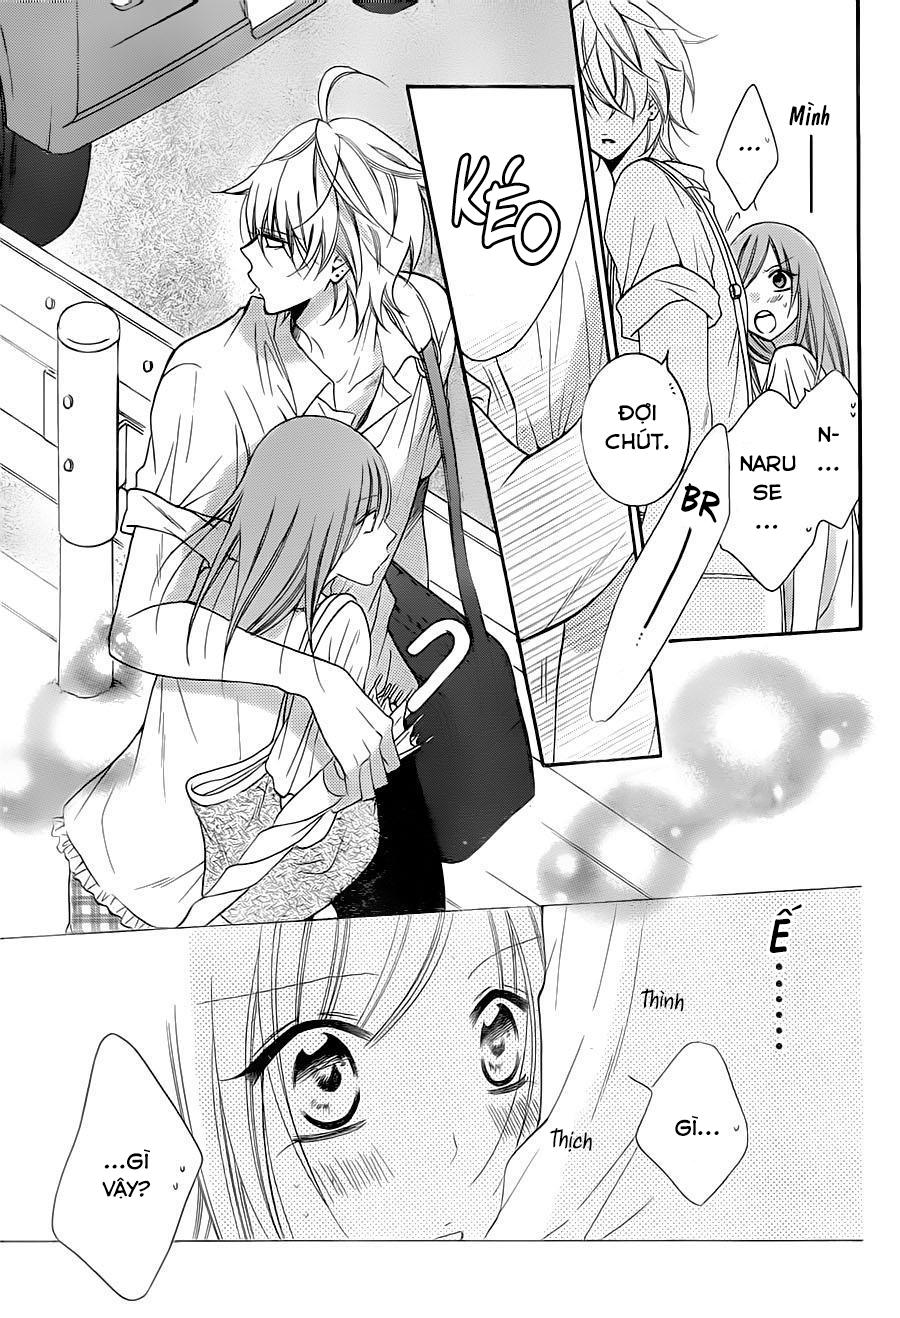 Mình
...
N-
...
NARU
SE
...
ĐỢI
CHÚT.
BR
KÉO
Ế......
Thình
GÌ...
Thịch
...GÌ
VẬY?